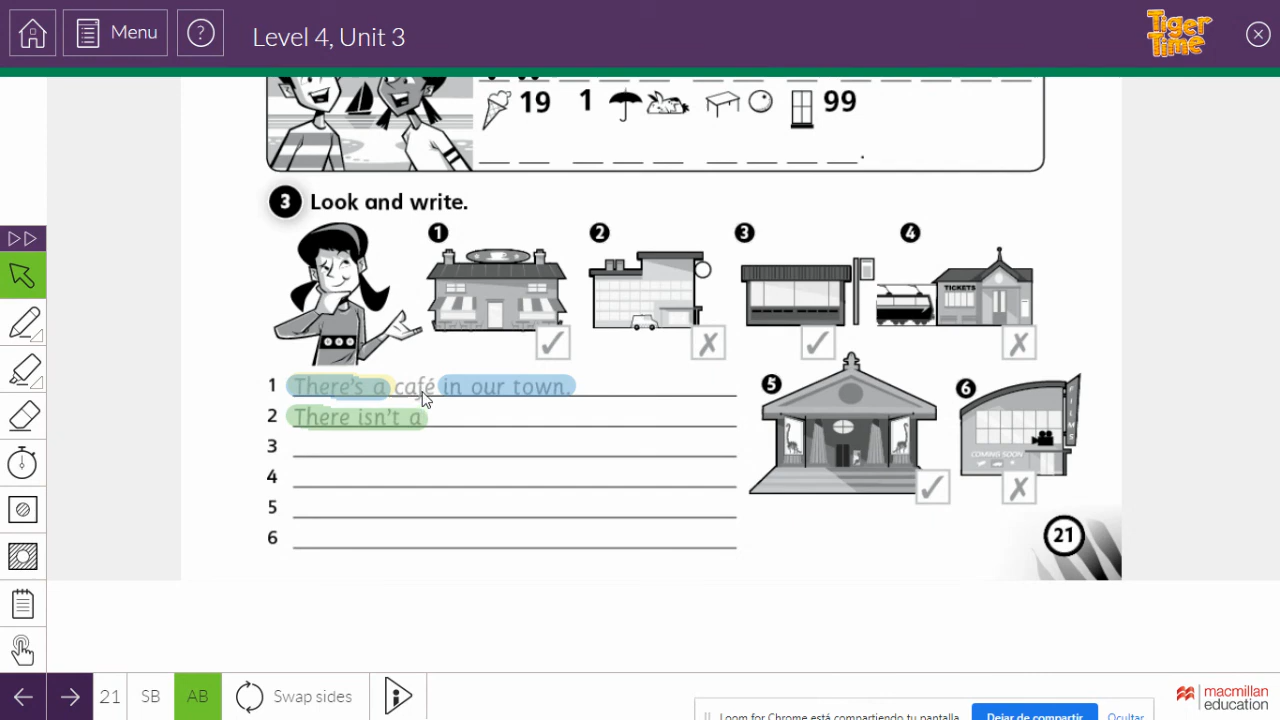 Menu
?
Level 4, Unit 3
Tiger Time
19 1 99
3 Look and write.
1 2 3 4
TICKETS
1 There's a café in our town.
2 There isn't a
3
4
5
6
5 6
FILMS
COMING SOON
21
21 SB AB Swap sides
macmillan education
Loom for Chrome está compartiendo tu pantalla.
Dejar de compartir
Ocultar